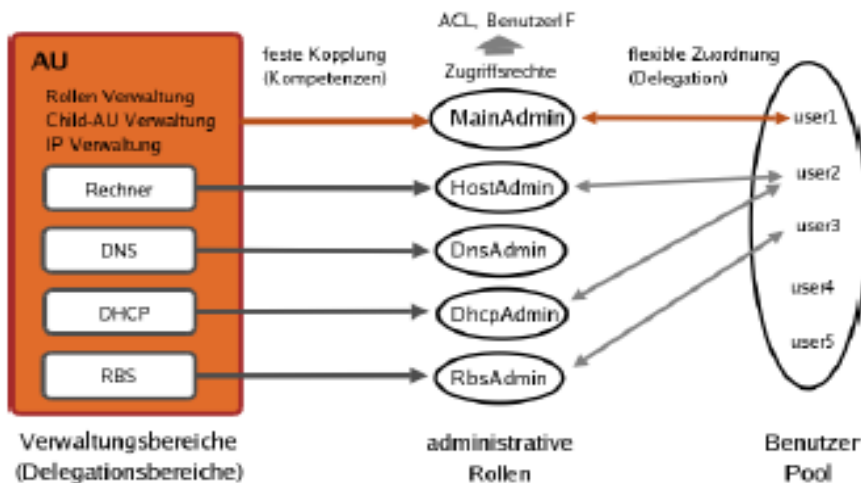 ACL, BenutzerIF
AU
feste Kopplung
(Kompetenzen)
Zugriffsrechte
flexible Zuordnung
(Delegation)
Rollen Verwaltung
Child-AU Verwaltung
IP Verwaltung
MainAdmin
user1
Rechner
HostAdmin
user2
DNS
DnsAdmin
user3
DHCP
DhcpAdmin
user4
RBS
RbsAdmin
user5
Verwaltungsbereiche
(Delegationsbereiche)
administrative
Rollen
Benutzer
Pool